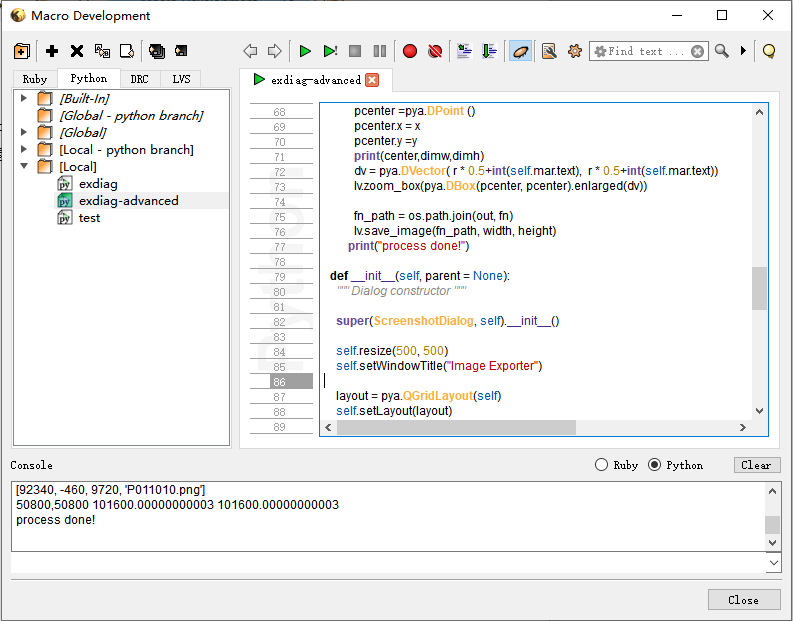 Macro Development
Find text ...
Ruby
Python
DRC
LVS
[Built-In]
[Global - python branch]
[Global]
[Local - python branch]
[Local]
py exdiag
py exdiag-advanced
py test
exdiag-advanced
68 pcenter =pya.DPoint ()
69 pcenter.x = x
70 pcenter.y =y
71 print(center,dimw,dimh)
72 dv = pya.DVector( r * 0.5+int(self.mar.text), r * 0.5+int(self.mar.text))
73 lv.zoom_box(pya.DBox(pcenter, pcenter).enlarged(dv))
74
75 fn_path = os.path.join(out, fn)
76 lv.save_image(fn_path, width, height)
77 print("process done!")
78
79 def __init__(self, parent = None):
80 """ Dialog constructor """
81
82 super(ScreenshotDialog, self).__init__()
83
84 self.resize(500, 500)
85 self.setWindowTitle("Image Exporter")
86
87 layout = pya.QGridLayout(self)
88 self.setLayout(layout)
89
Python
Console
Ruby
Python
Clear
[92340, -460, 9720, 'P011010.png']
50800,50800 101600.00000000003 101600.00000000003
process done!
Close